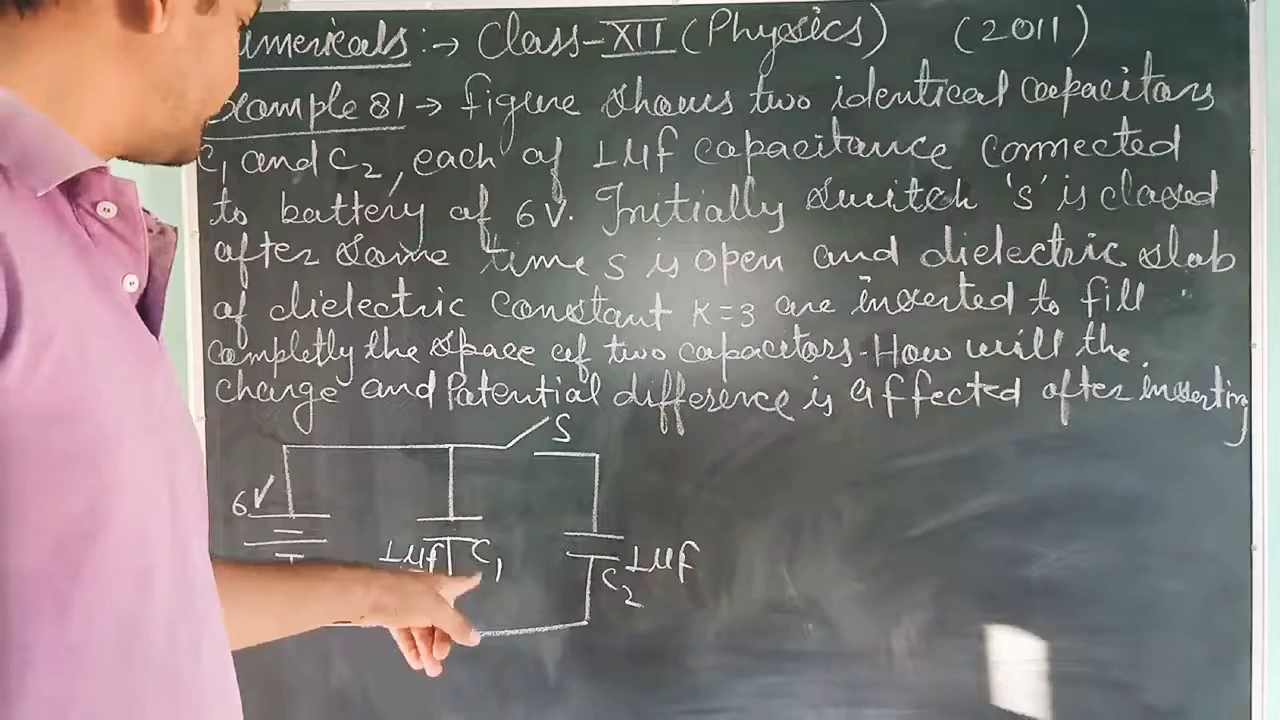 umericals :→ Class-XII (Physics) (2011)
xample 81 → figure shows two identical capacitors
C1 and C2, each of 1μf capacitance connected
to battery of 6V. Initially switch 's' is closed
after some time s is open and dielectric slab
of dielectric constant K=3 are inserted to fill
completly the space of two capacitors. How will the
charge and Potential difference is affected after inserting
S
6V
1μf C1
1μf
C2